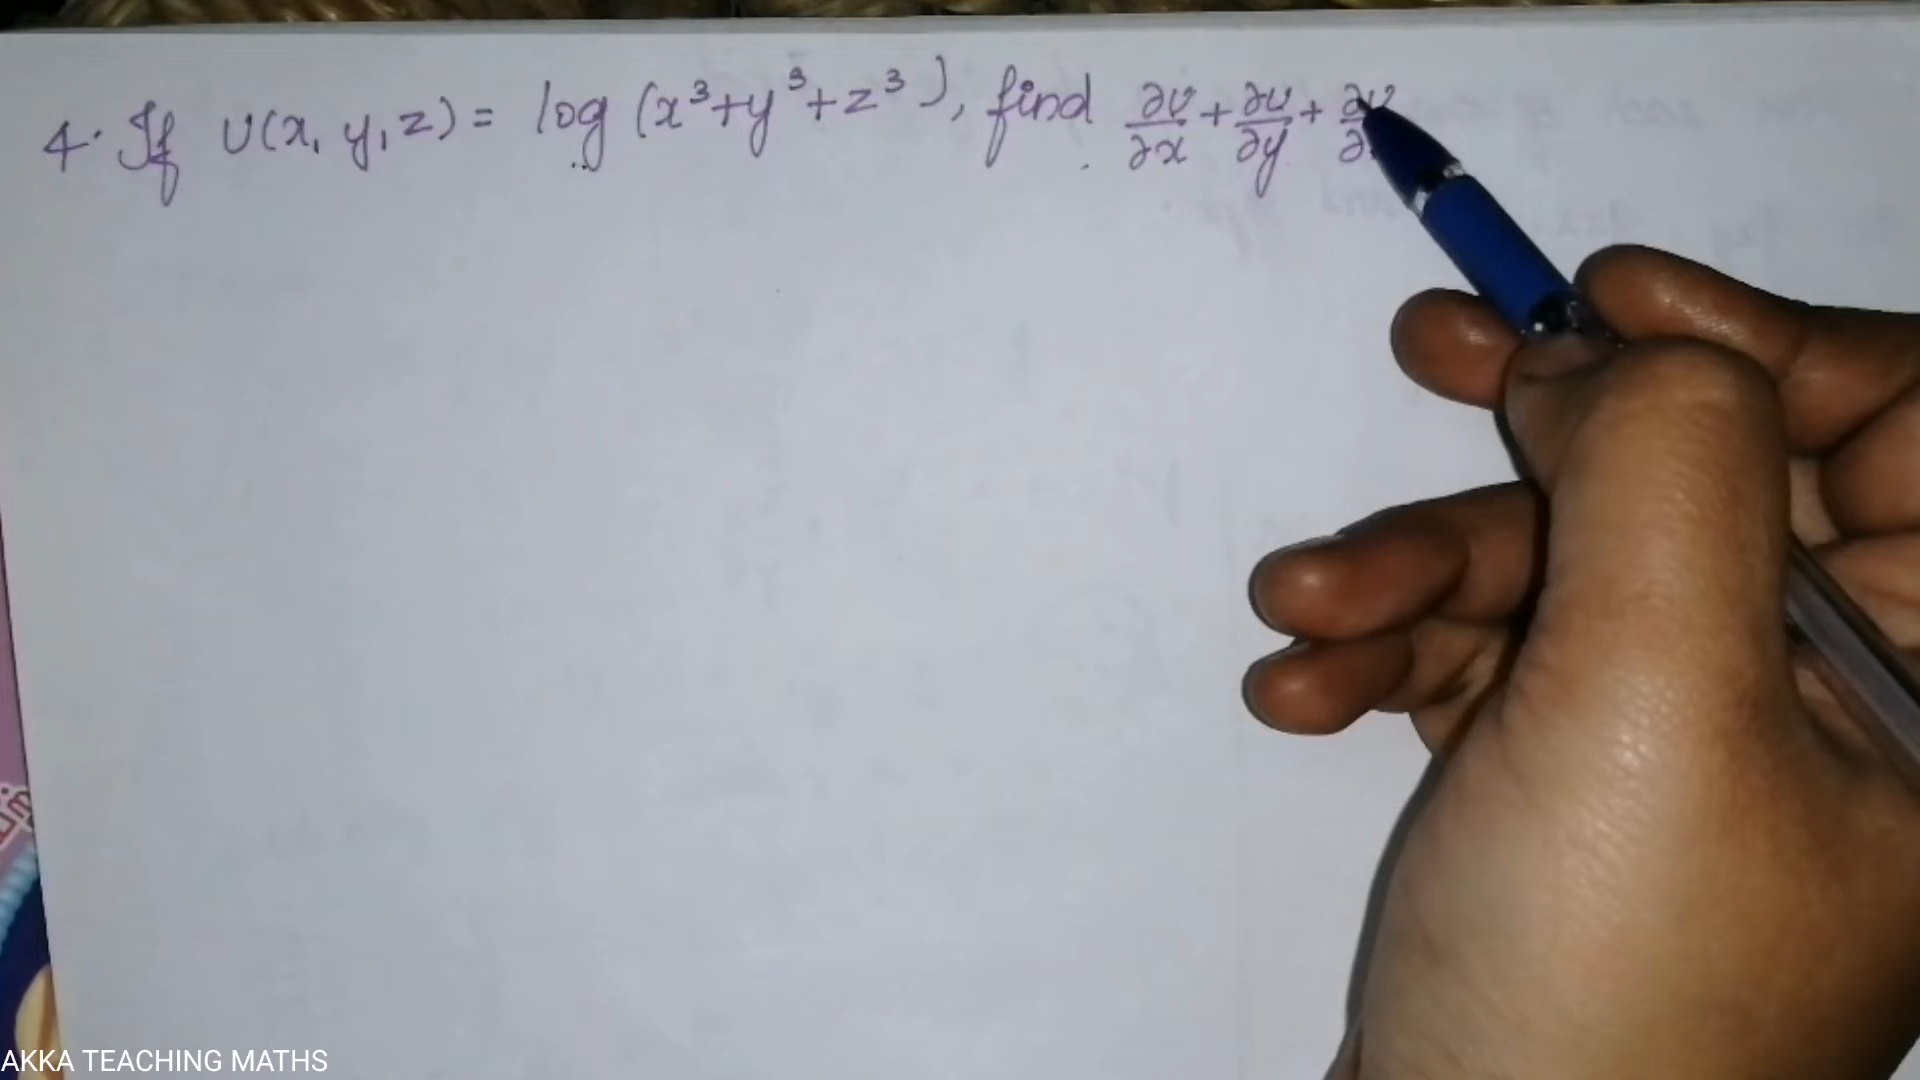 4. If U(x, y, z) = log (x³+y³+z³), find ∂U/∂x + ∂U/∂y + ∂U/∂
AKKA TEACHING MATHS